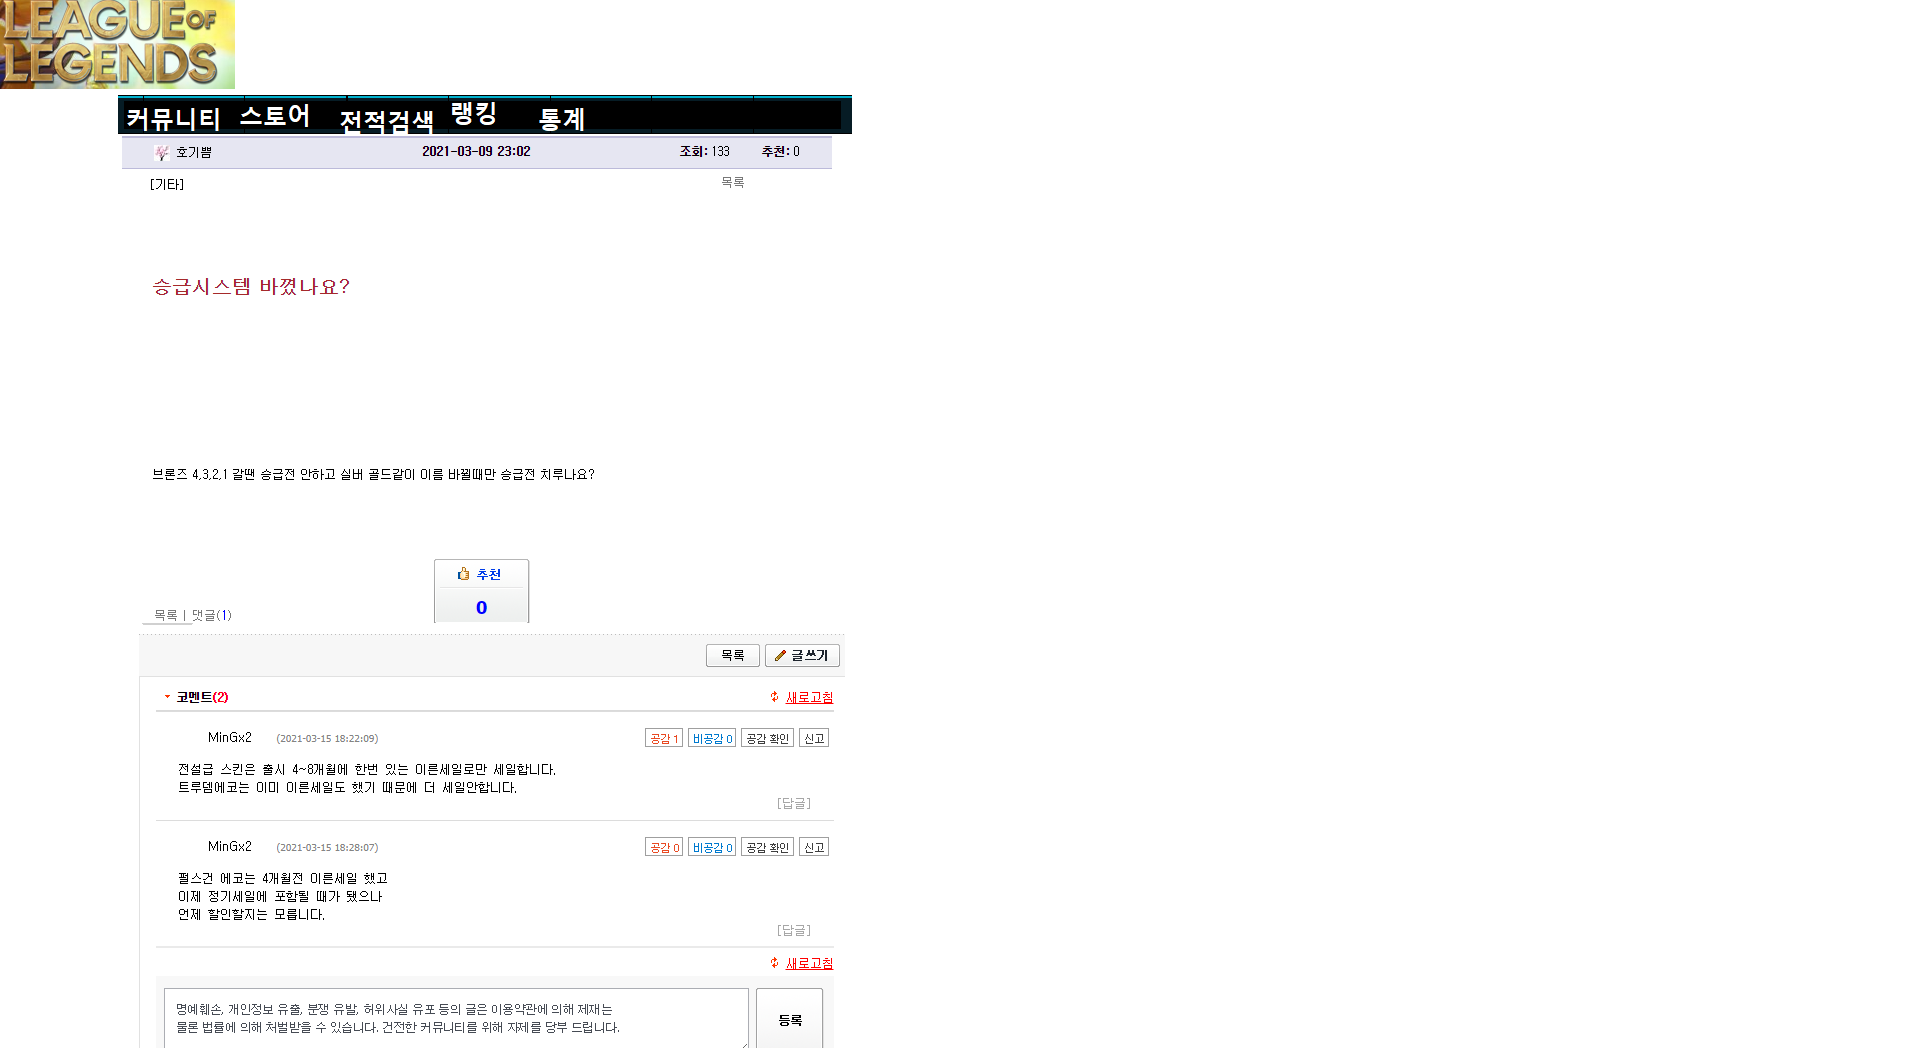 LEAGUE OF
LEGENDS
커뮤니티 스토어 전적검색 랭킹 통계
호기쁨 2021-03-09 23:02 조회: 133 추천: 0
[기타] 목록
승급시스템 바꼈나요?
브론즈 4,3,2,1 갈땐 승급전 안하고 실버 골드같이 이름 바뀔때만 승급전 치루나요?
추천
0
목록 | 댓글(1)
목록 글쓰기
코멘트(2) 새로고침
MinGx2 (2021-03-15 18:22:09) 공감 1 비공감 0 공감 확인 신고
전설급 스킨은 출시 4~8개월에 한번 있는 이른세일로만 세일합니다.
트루뎀에코는 이미 이른세일도 했기 때문에 더 세일안합니다.
[답글]
MinGx2 (2021-03-15 18:28:07) 공감 0 비공감 0 공감 확인 신고
펄스건 에코는 4개월전 이른세일 했고
이제 정기세일에 포함될 때가 됐으나
언제 할인할지는 모릅니다.
[답글]
새로고침
명예훼손, 개인정보 유출, 분쟁 유발, 허위사실 유포 등의 글은 이용약관에 의해 제재는
물론 법률에 의해 처벌받을 수 있습니다. 건전한 커뮤니티를 위해 자제를 당부 드립니다.
등록